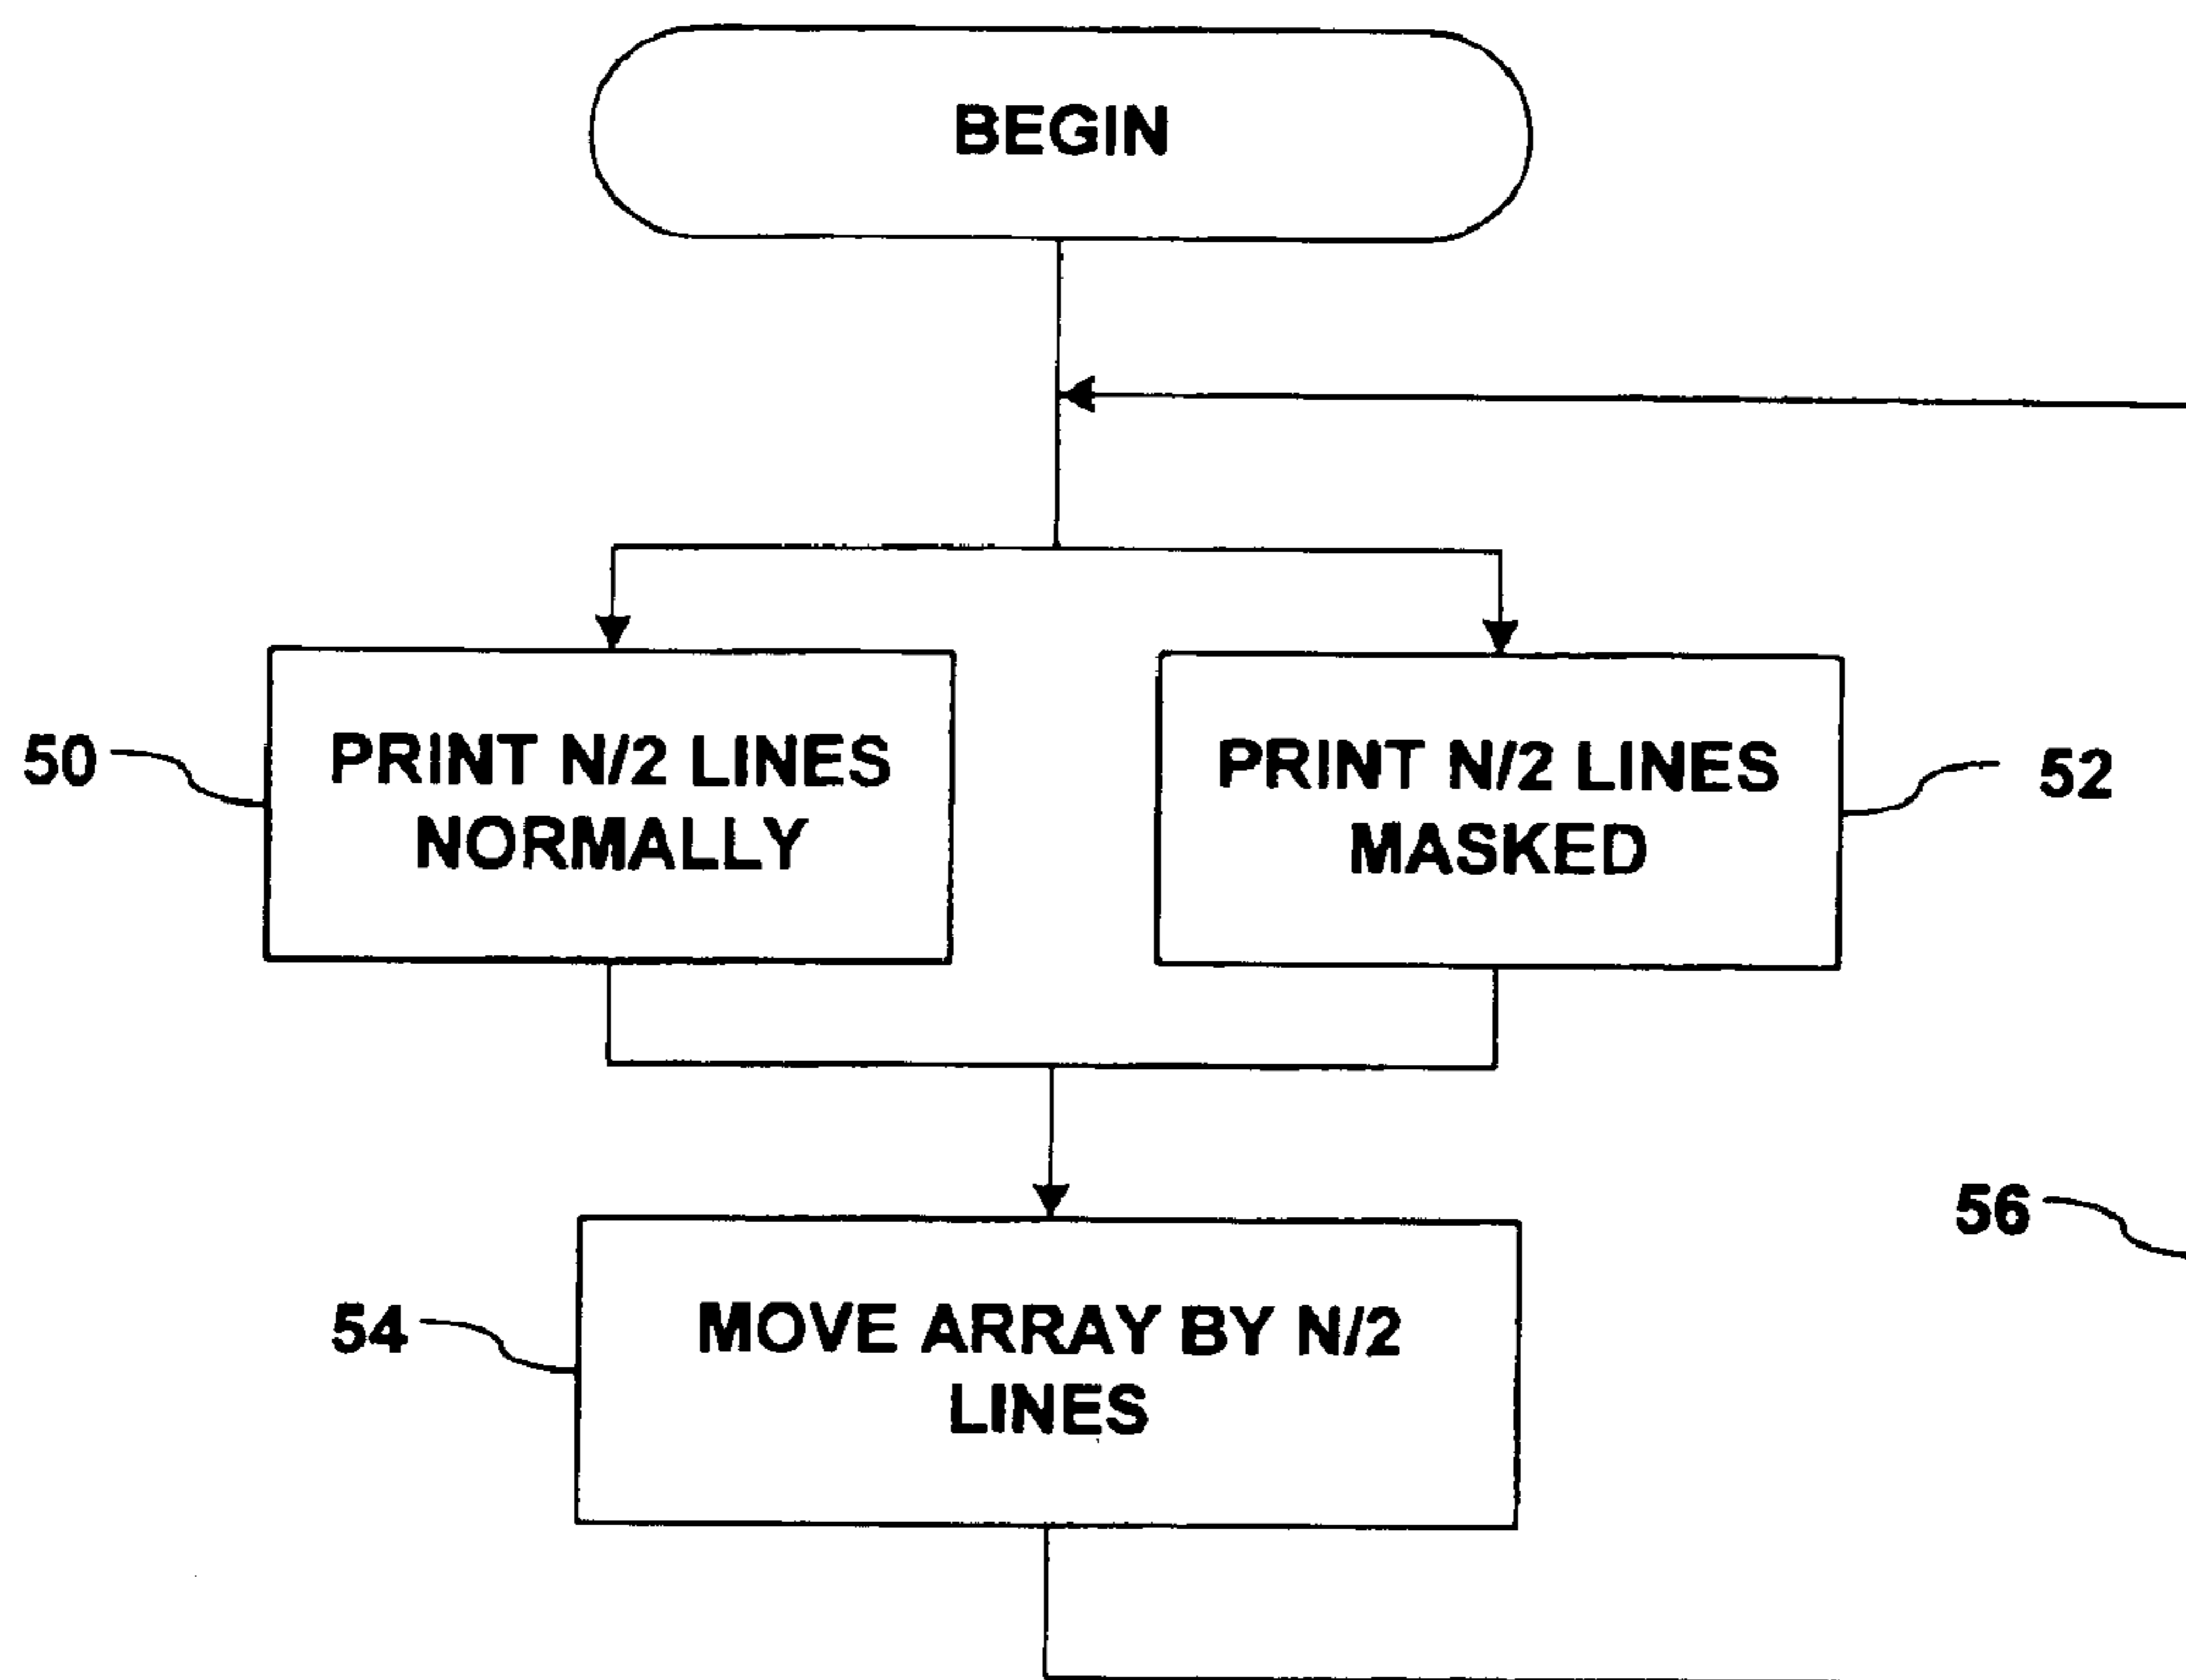 BEGIN
50
PRINT N/2 LINES
NORMALLY
PRINT N/2 LINES
MASKED
52
56
54
MOVE ARRAY BY N/2
LINES